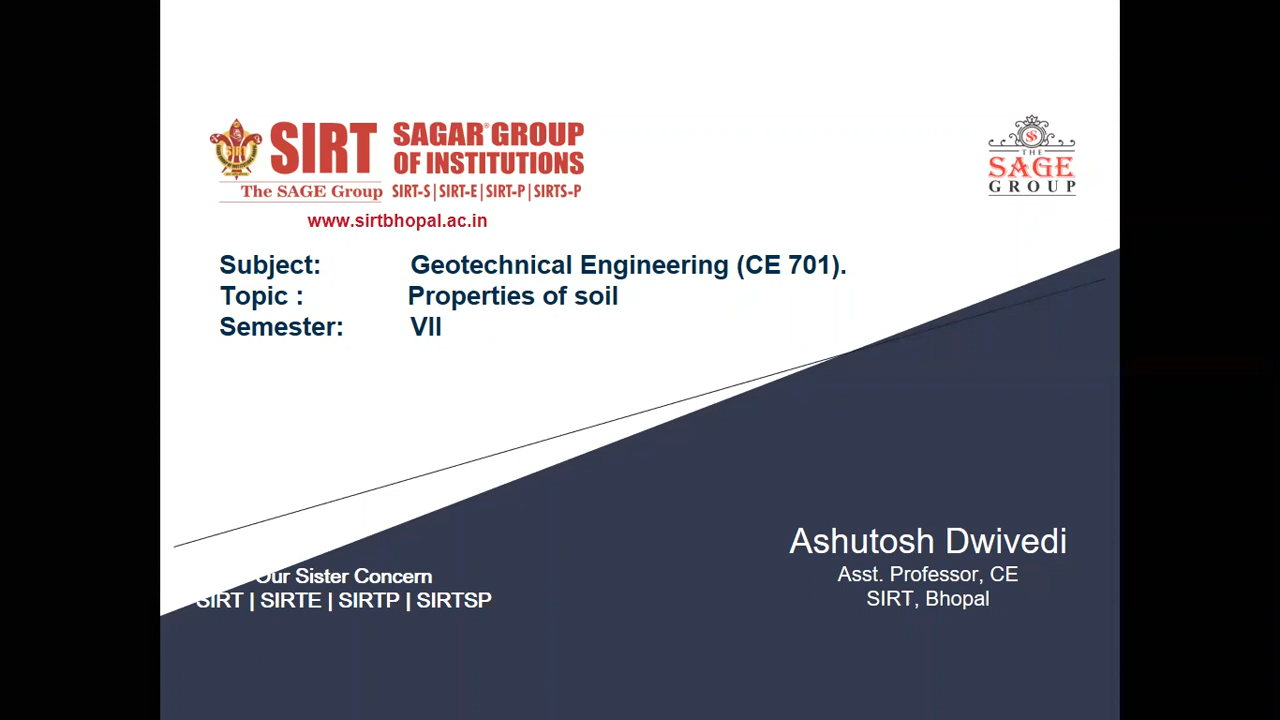 SIRT SAGAR® GROUP
OF INSTITUTIONS
The SAGE Group SIRT-S | SIRT-E | SIRT-P | SIRTS-P
www.sirtbhopal.ac.in
THE
SAGE
GROUP
Subject: Geotechnical Engineering (CE 701).
Topic : Properties of soil
Semester: VII
Ashutosh Dwivedi
Asst. Professor, CE
SIRT, Bhopal
Our Sister Concern
SIRT | SIRTE | SIRTP | SIRTSP